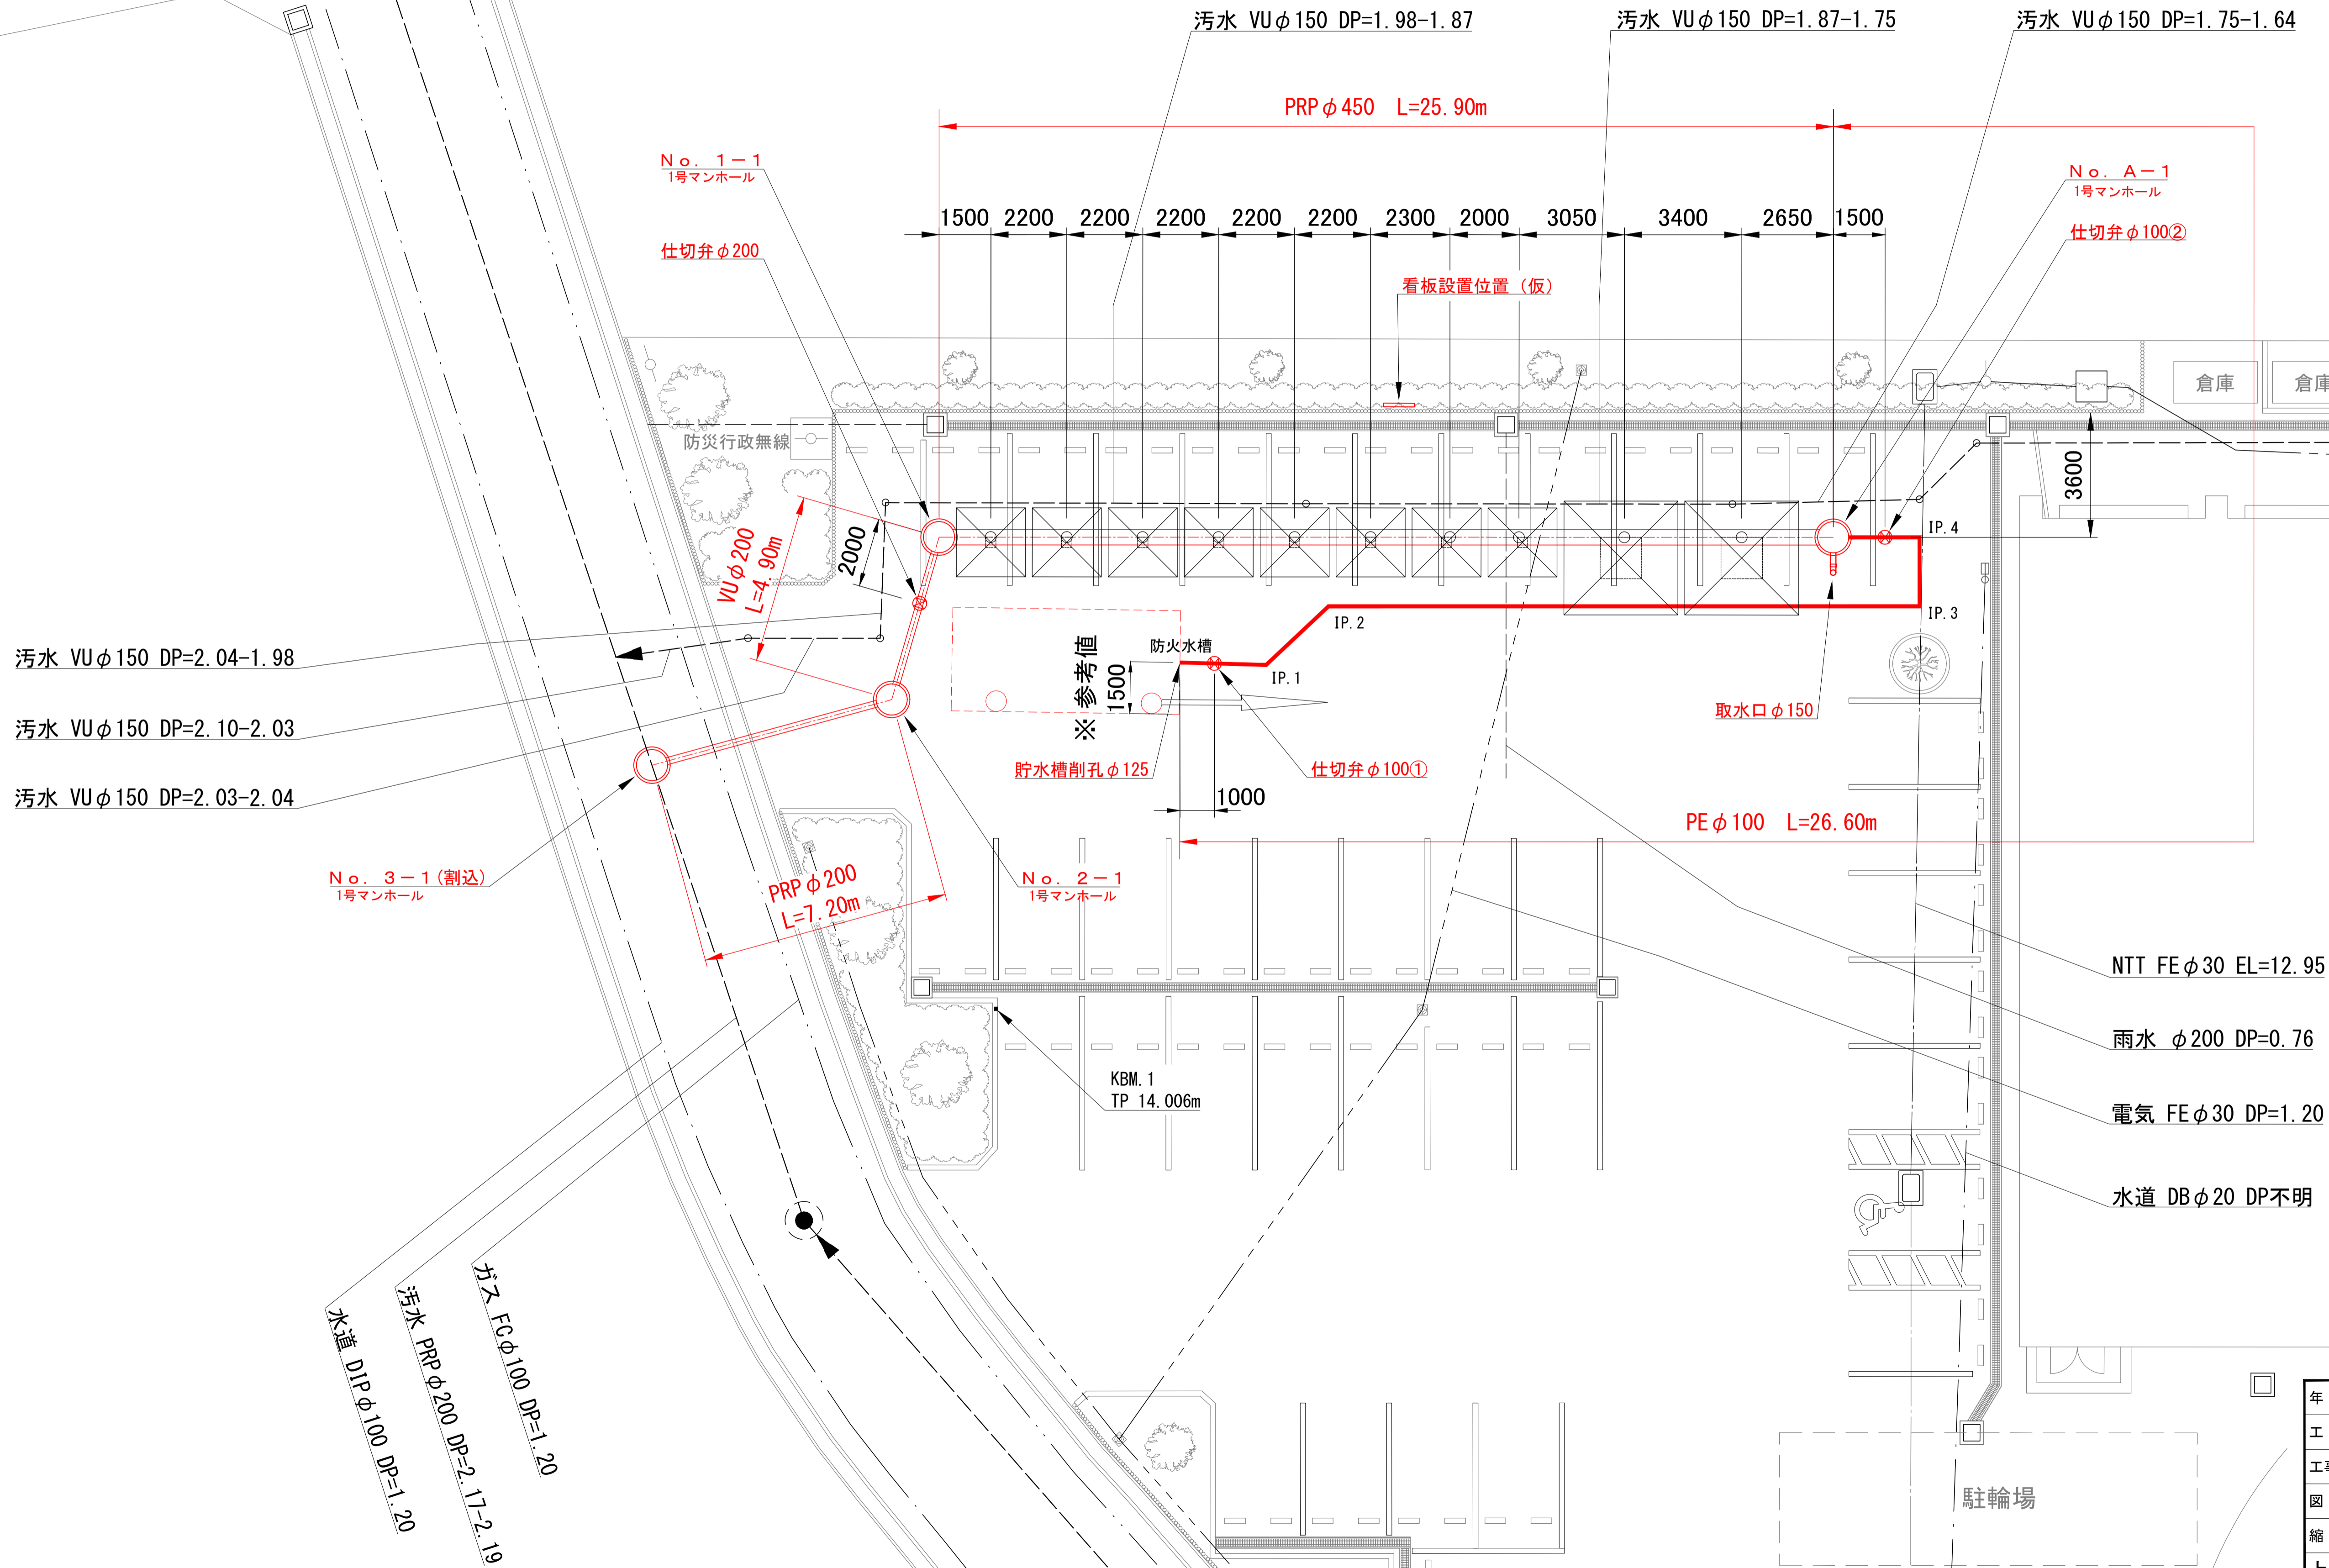 汚水 VUφ150 DP=1.98-1.87
汚水 VUφ150 DP=1.87-1.75
汚水 VUφ150 DP=1.75-1.64
PRPφ450 L=25.90m
No. 1-1
1号マンホール
No. A-1
1号マンホール
仕切弁φ200
仕切弁φ100②
1500 2200 2200 2200 2200 2200 2300 2000 3050 3400 2650 1500
看板設置位置（仮）
倉庫
倉庫
防災行政無線
3600
VUφ200
L=4.90m
2000
IP.4
IP.3
IP.2
IP.1
防火水槽
※ 参考値
1500
取水口φ150
汚水 VUφ150 DP=2.04-1.98
汚水 VUφ150 DP=2.10-2.03
汚水 VUφ150 DP=2.03-2.04
貯水槽削孔φ125
仕切弁φ100①
1000
PEφ100 L=26.60m
No. 3-1(割込)
1号マンホール
PRPφ200
L=7.20m
No. 2-1
1号マンホール
NTT FEφ30 EL=12.95
雨水 φ200 DP=0.76
電気 FEφ30 DP=1.20
水道 DBφ20 DP不明
KBM.1
TP 14.006m
水道 DIPφ100 DP=1.20
汚水 PRPφ200 DP=2.17-2.19
ガス FCφ100 DP=1.20
駐輪場
年
工
工事
図
縮